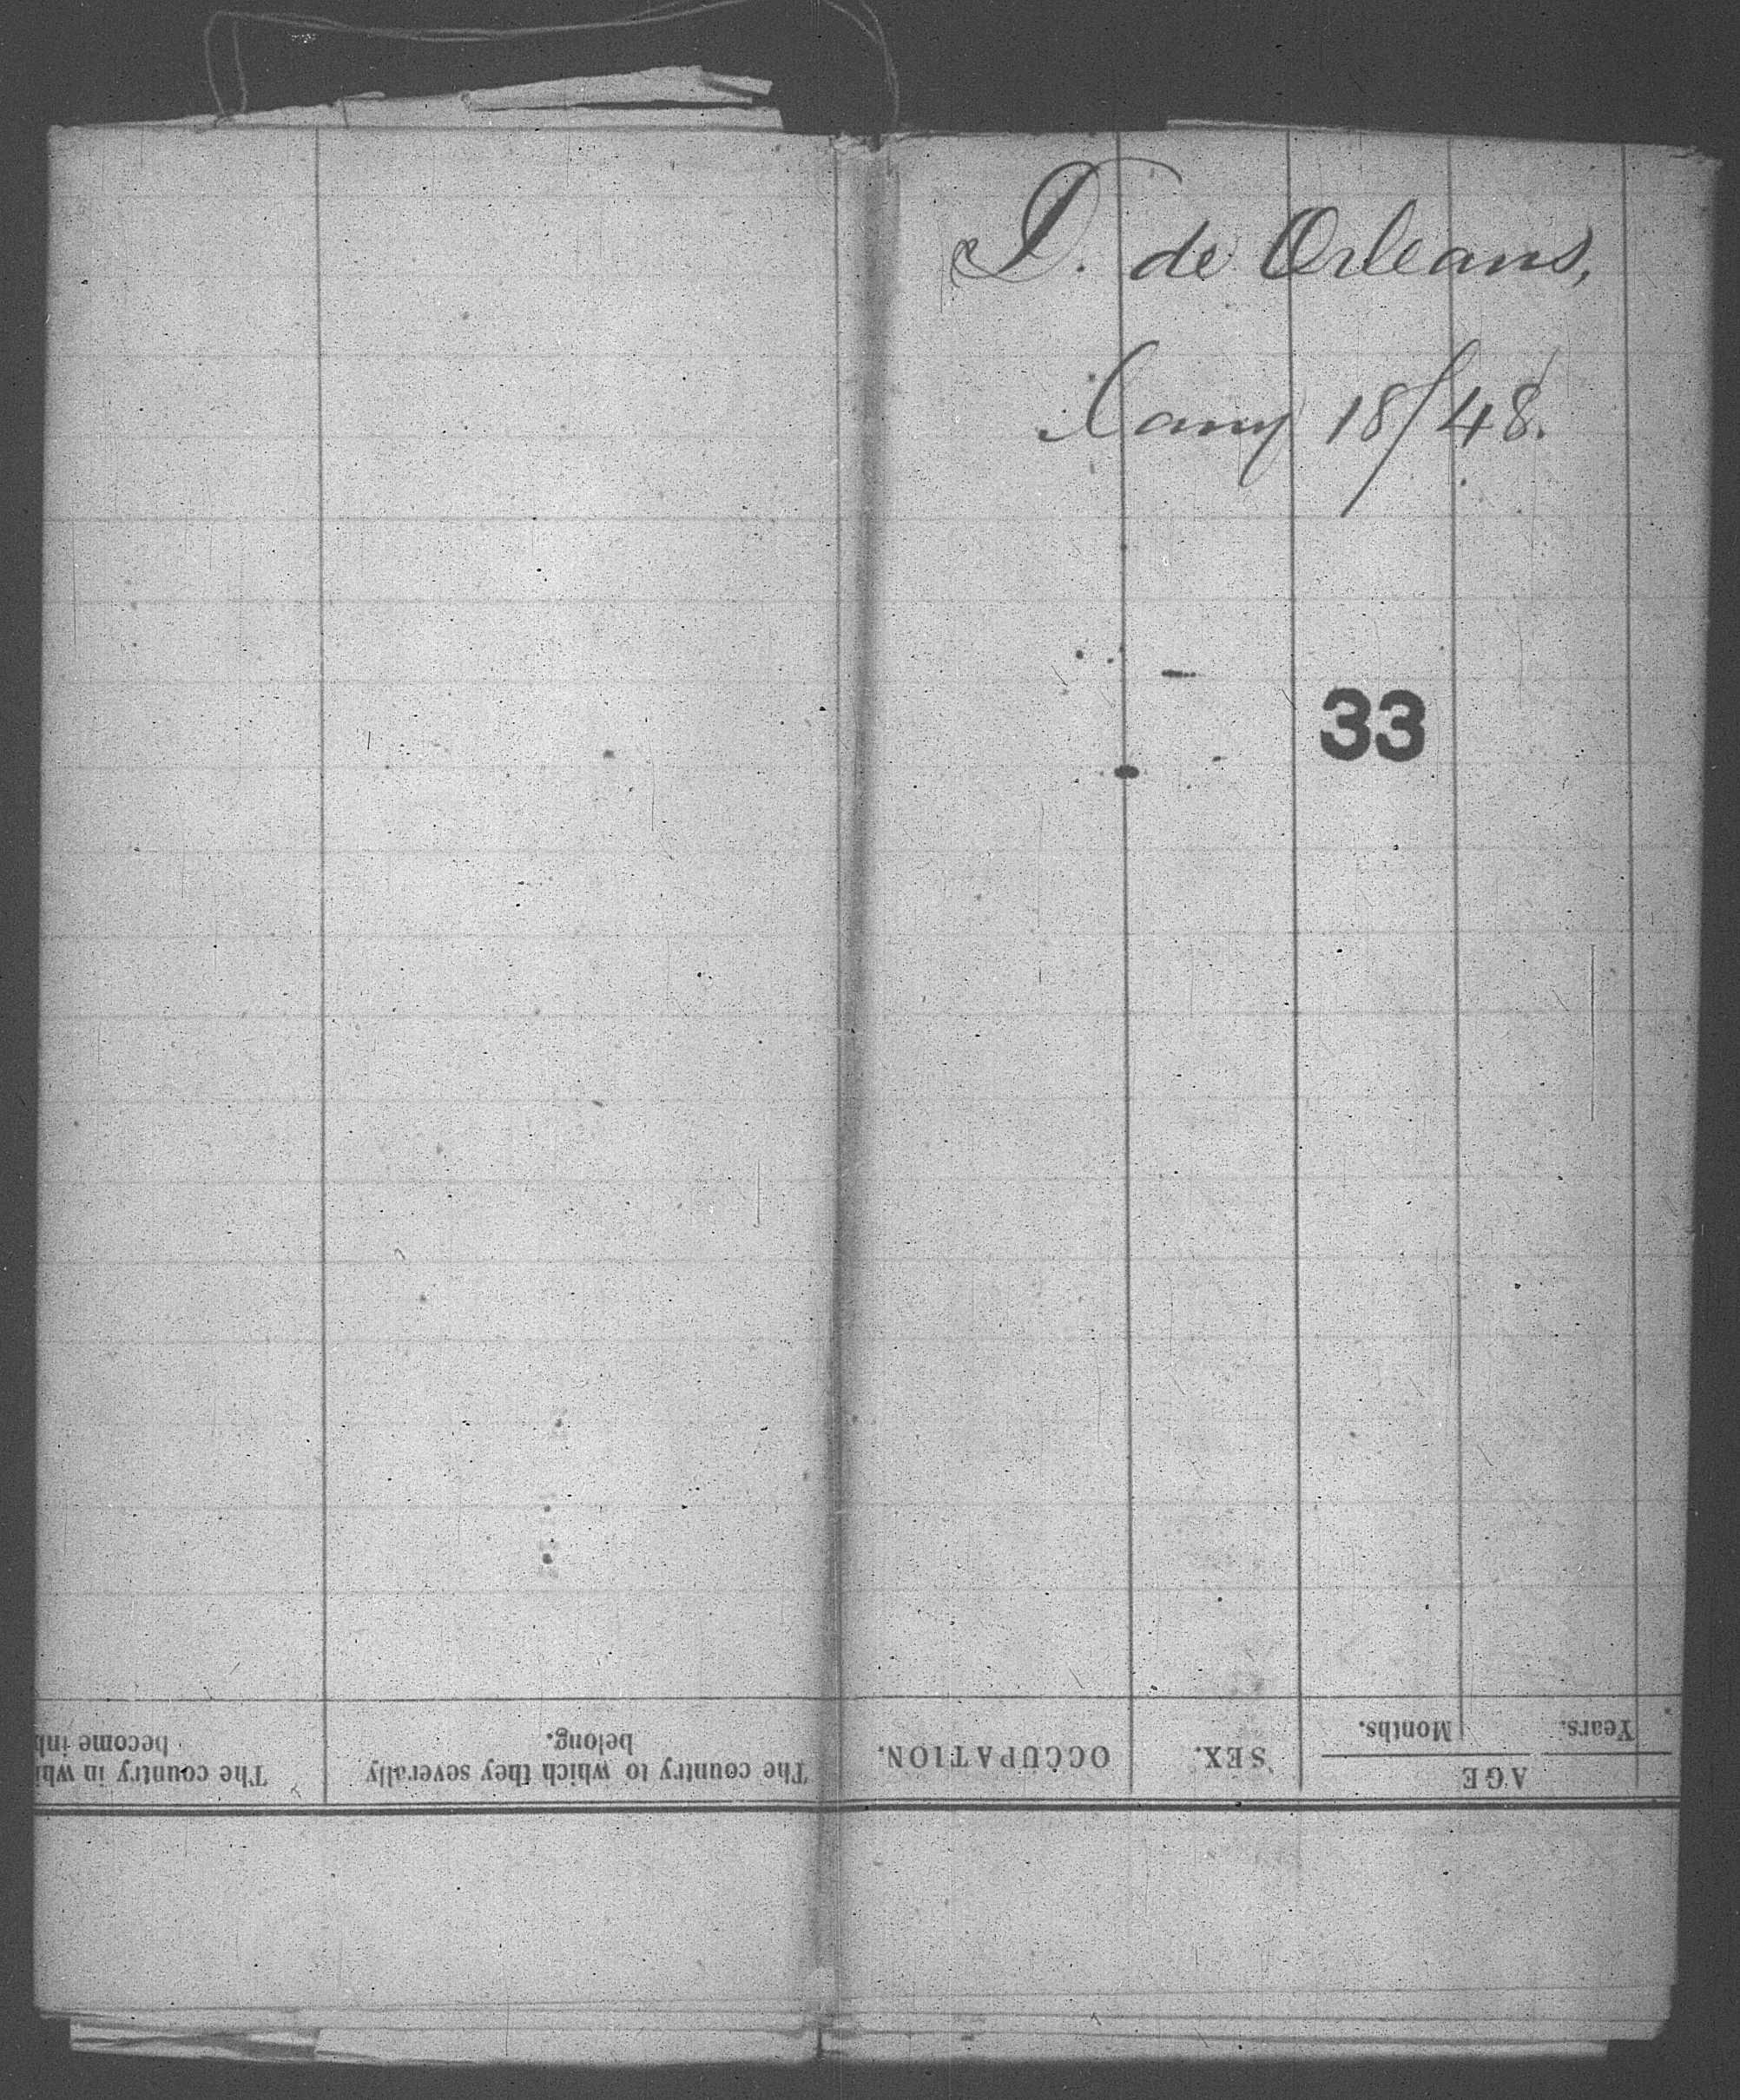 D. de Orleans,
Jany 18/48.
33
Years.
Months.
AGE
SEX.
OCCUPATION.
The country to which they severally
belong.
The country in whi
become inh